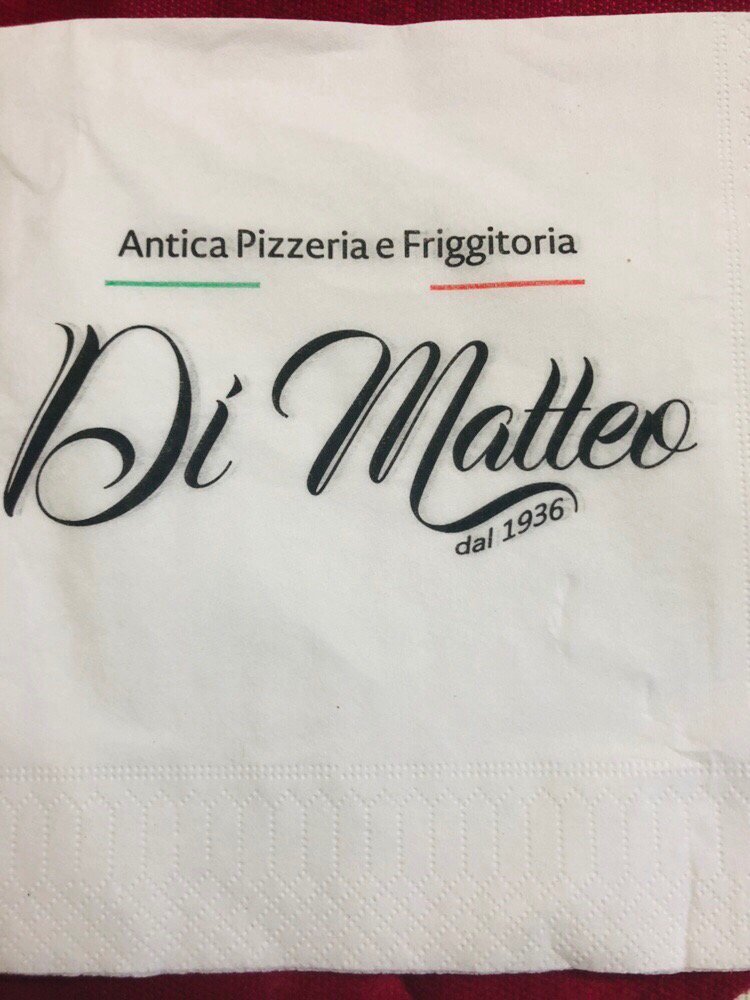 Antica Pizzeria e Friggitoria
Di Matteo
dal 1936